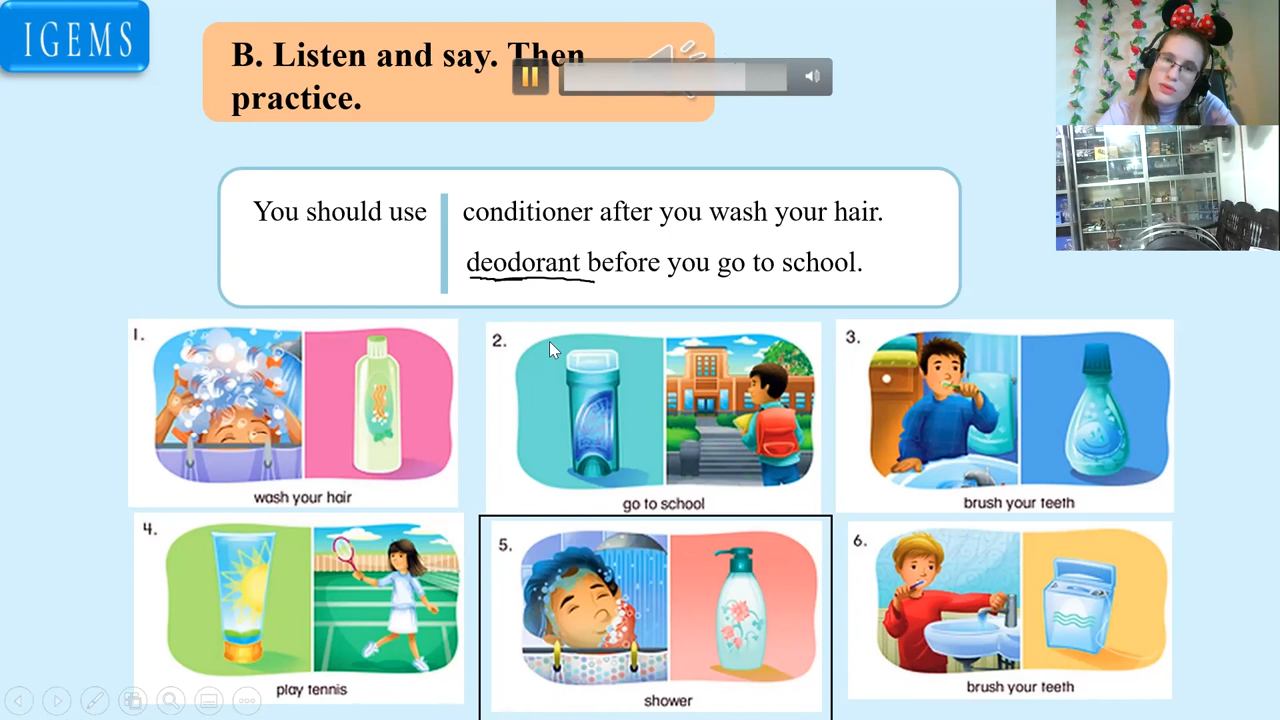 IGEMS
B. Listen and say. Then
practice.
You should use
conditioner after you wash your hair.
deodorant before you go to school.
1.
wash your hair
2.
go to school
3.
brush your teeth
4.
play tennis
5.
shower
6.
brush your teeth